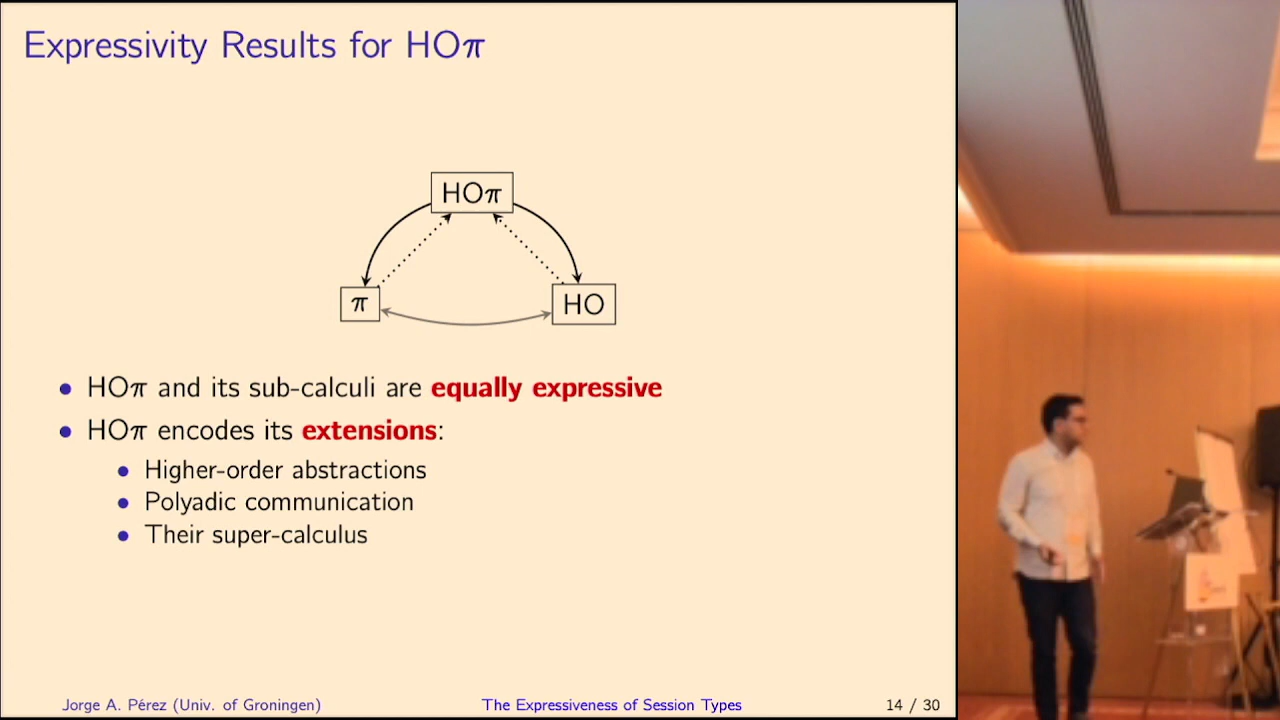 Expressivity Results for HOπ
HOπ
π
HO
• HOπ and its sub-calculi are equally expressive
• HOπ encodes its extensions:
• Higher-order abstractions
• Polyadic communication
• Their super-calculus
Jorge A. Pérez (Univ. of Groningen)
The Expressiveness of Session Types
14 / 30